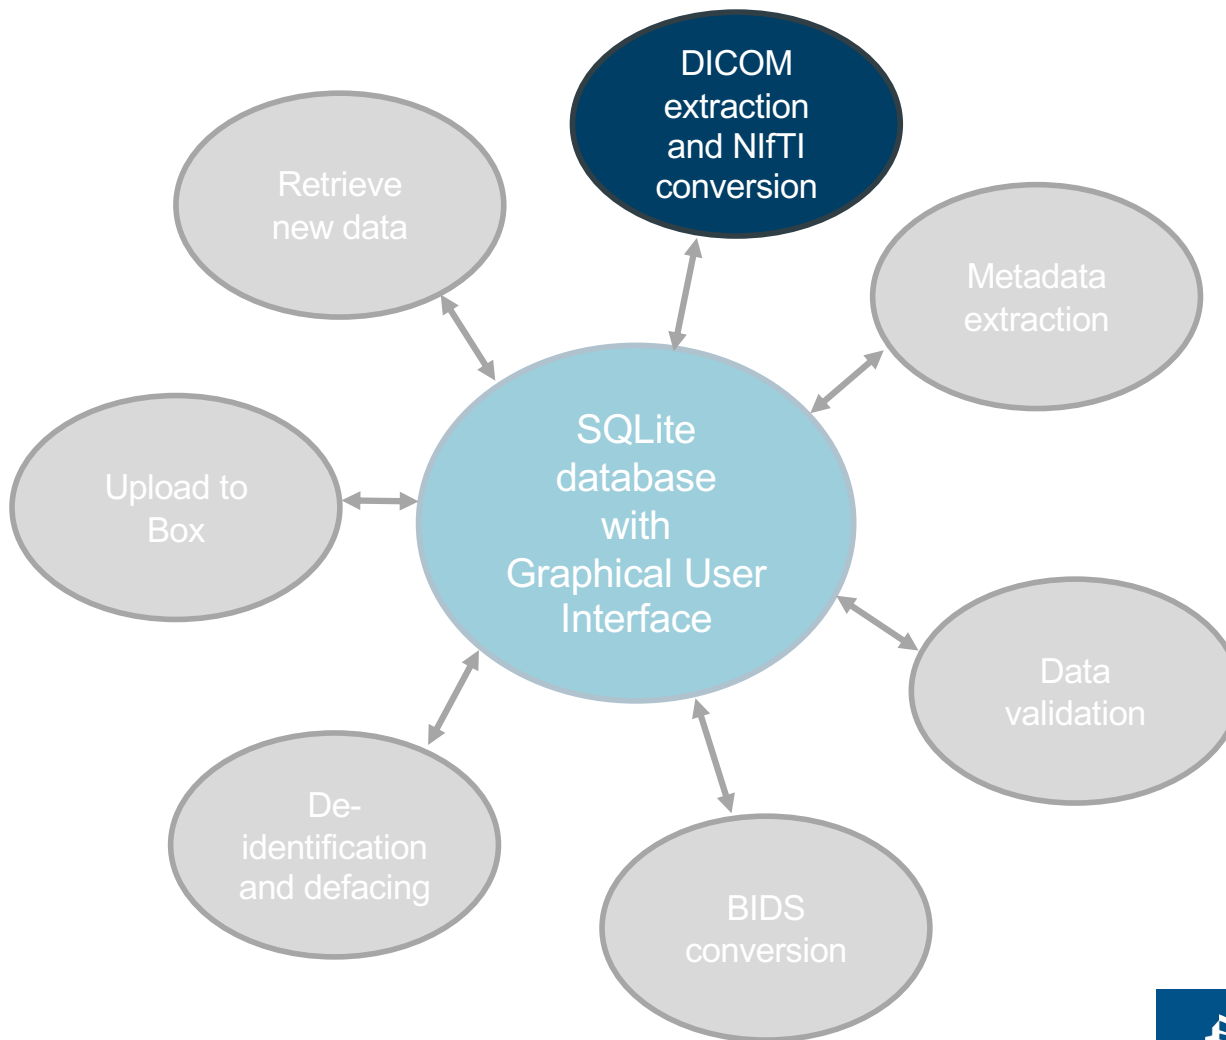 DICOM
extraction
and NIfTI
conversion
Retrieve
new data
Metadata
extraction
SQLite
database
with
Graphical User
Interface
Upload to
Box
Data
validation
De-
identification
and defacing
BIDS
conversion